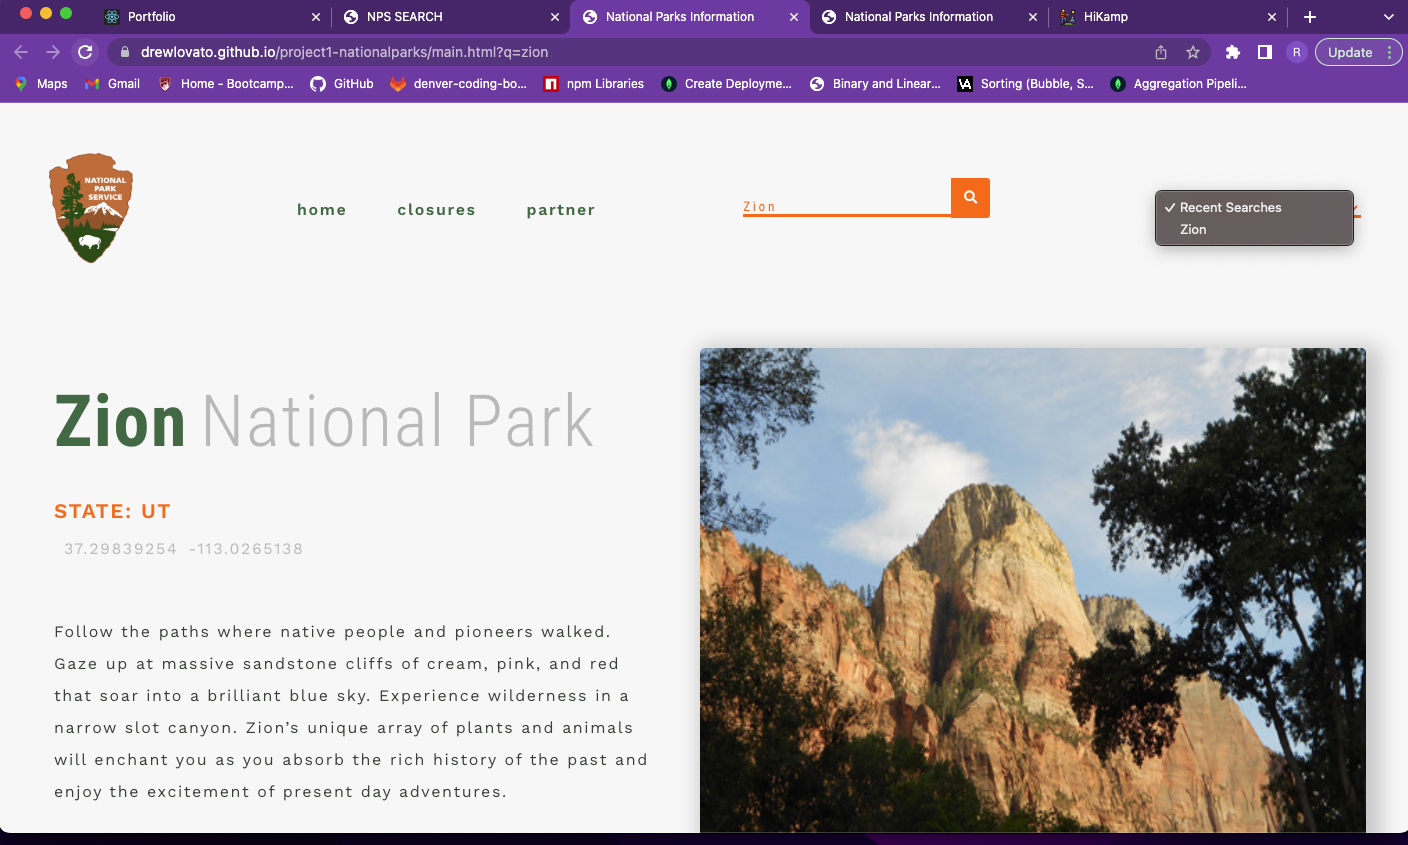 Portfolio
NPS SEARCH
National Parks Information
National Parks Information
HiKamp
drewlovato.github.io/project1-nationalparks/main.html?q=zion
R
Update
Maps
Gmail
Home - Bootcamp...
GitHub
denver-coding-bo...
npm Libraries
Create Deployme...
Binary and Linear...
VA
Sorting (Bubble, S...
Aggregation Pipeli...
NATIONAL
PARK
SERVICE
home
closures
partner
Zion
✓ Recent Searches
Zion
Zion National Park
STATE: UT
37.29839254 -113.0265138
Follow the paths where native people and pioneers walked.
Gaze up at massive sandstone cliffs of cream, pink, and red
that soar into a brilliant blue sky. Experience wilderness in a
narrow slot canyon. Zion’s unique array of plants and animals
will enchant you as you absorb the rich history of the past and
enjoy the excitement of present day adventures.